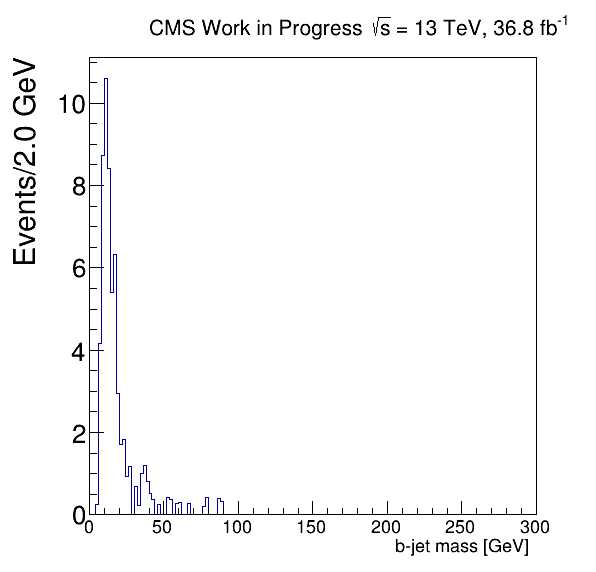 CMS Work in Progress √s = 13 TeV, 36.8 fb⁻¹
Events/2.0 GeV
10
8
6
4
2
0
0 50 100 150 200 250 300
b-jet mass [GeV]